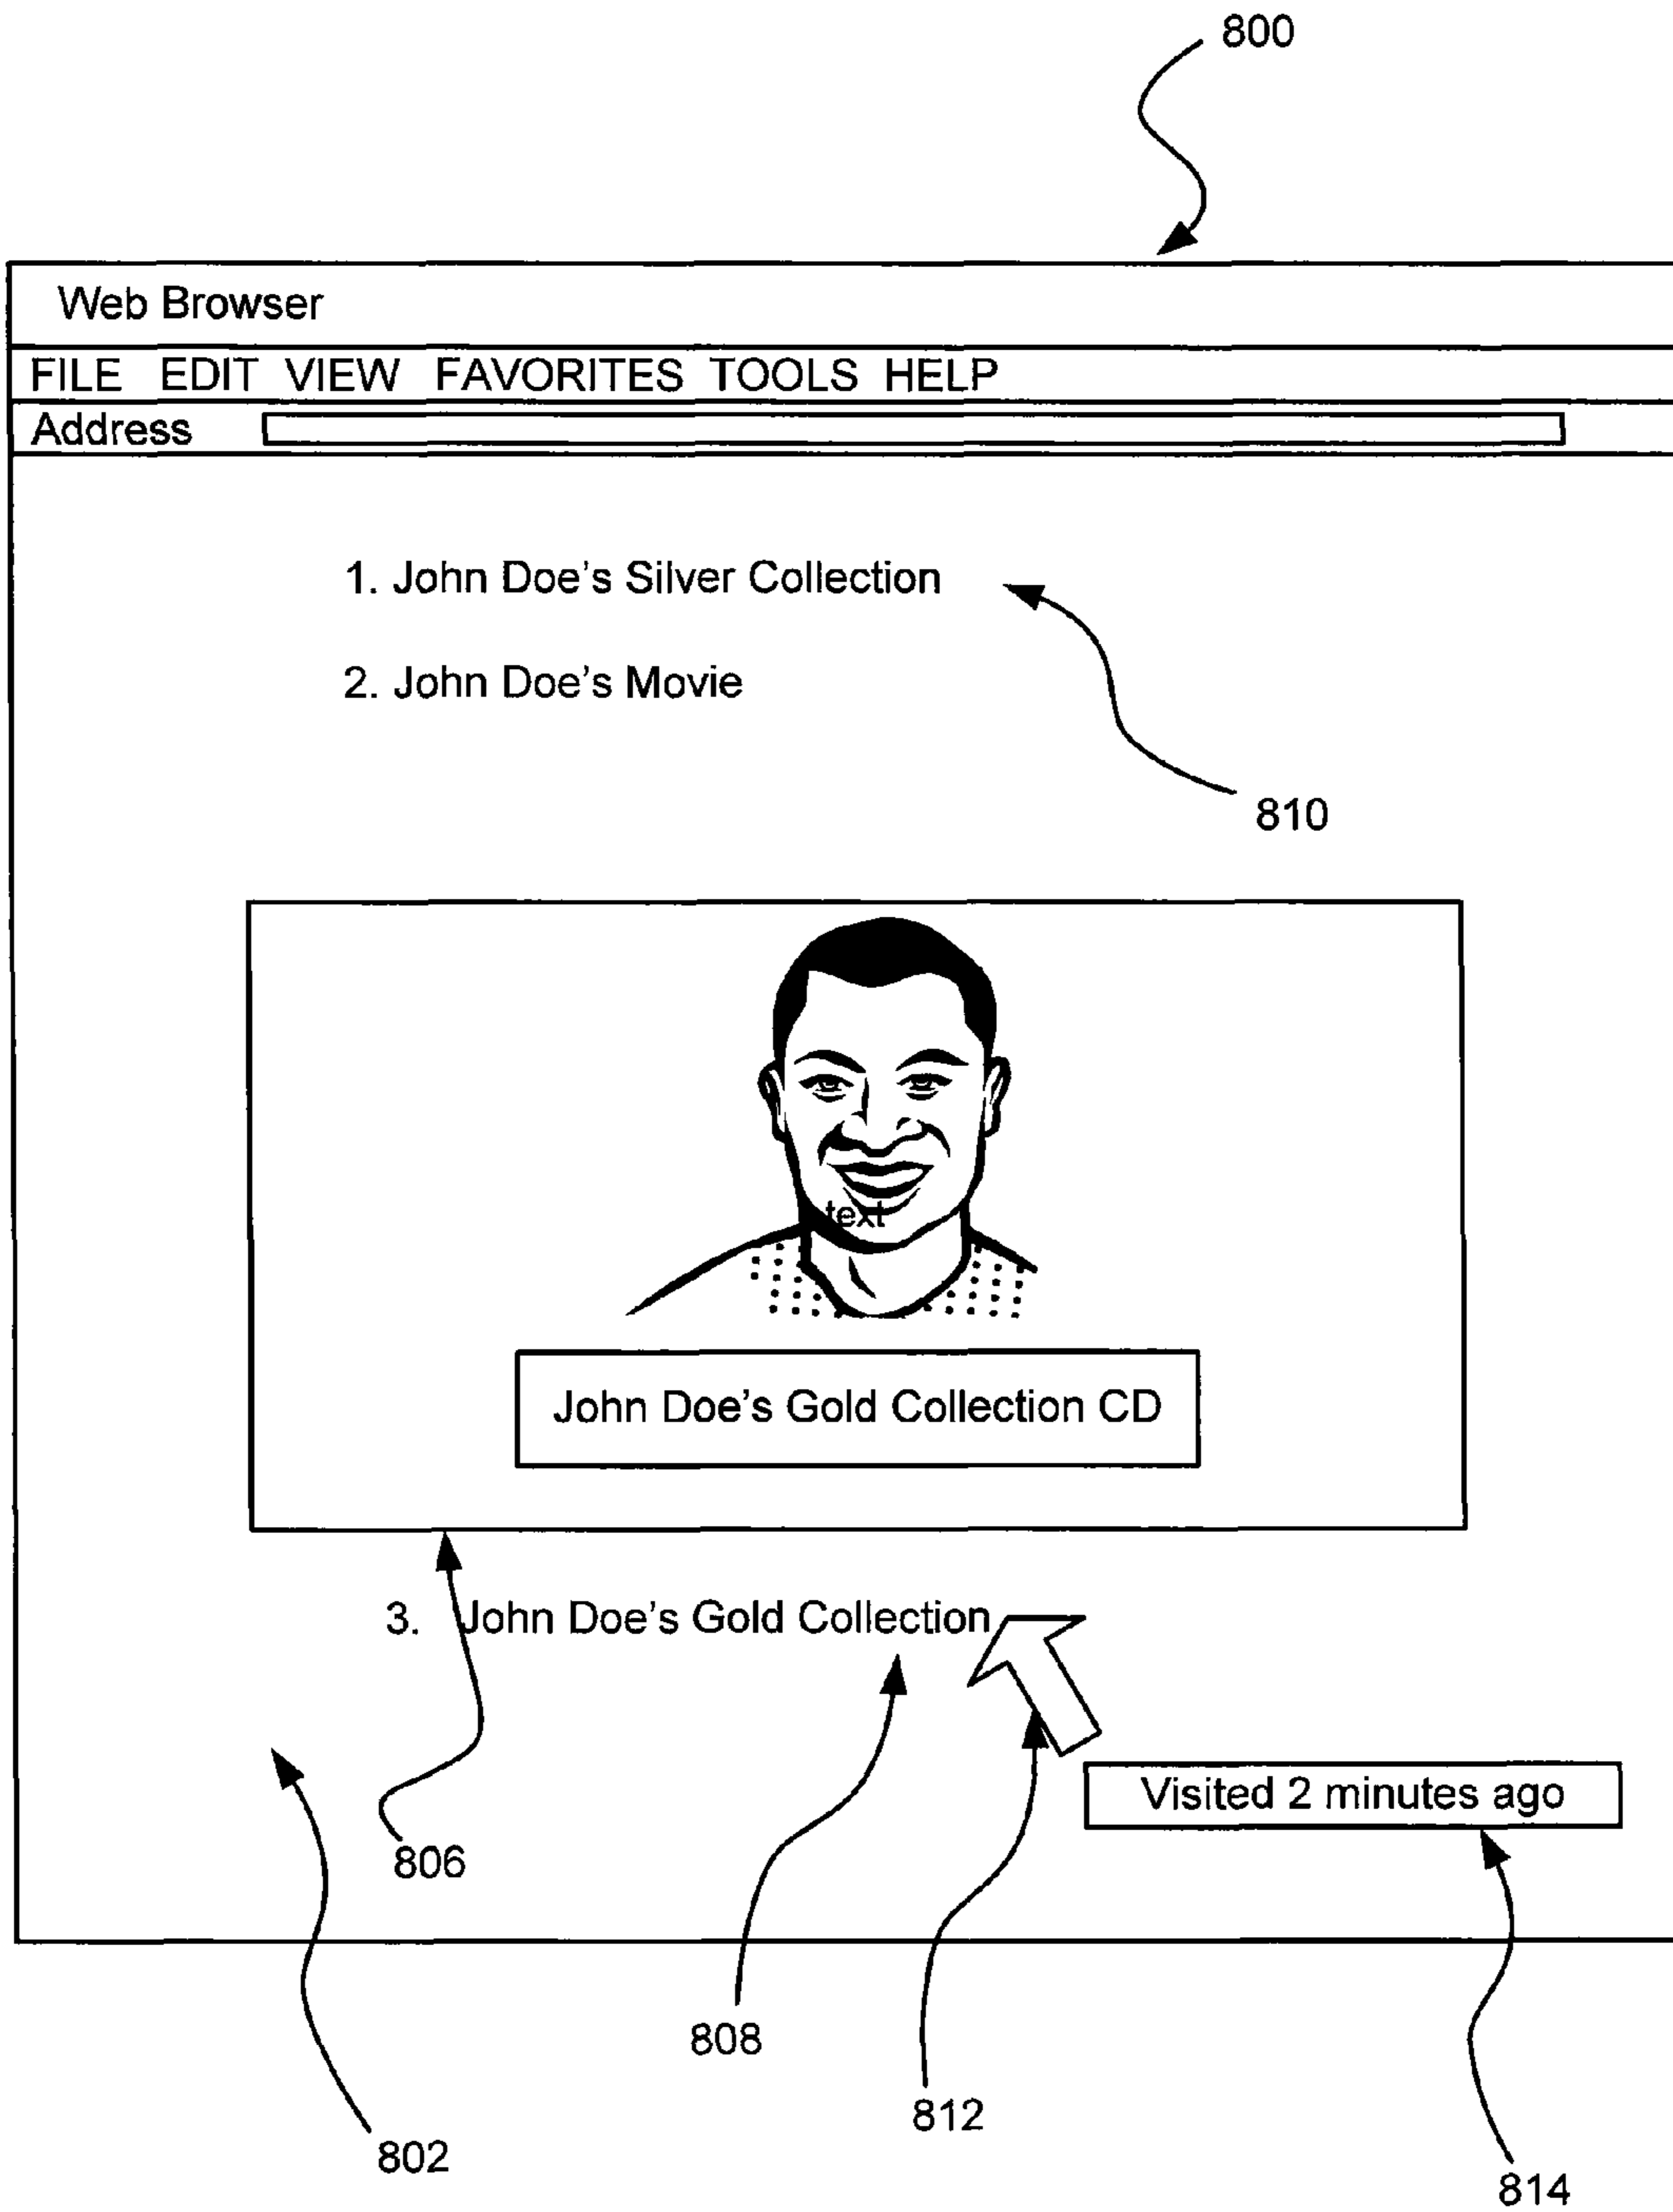 800
Web Browser
FILE EDIT VIEW FAVORITES TOOLS HELP
Address
1. John Doe's Silver Collection
2. John Doe's Movie
810
text
John Doe's Gold Collection CD
3. John Doe's Gold Collection
Visited 2 minutes ago
806
808
812
802
814